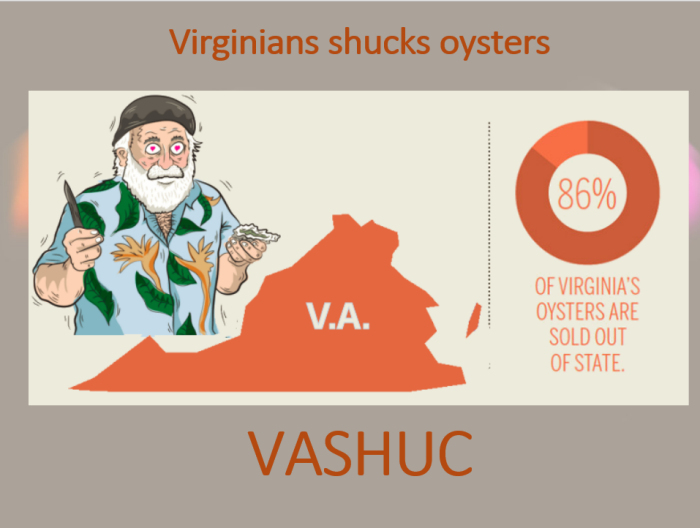 Virginians shucks oysters
V.A.
86%
OF VIRGINIA'S
OYSTERS ARE
SOLD OUT
OF STATE.
VASHUC